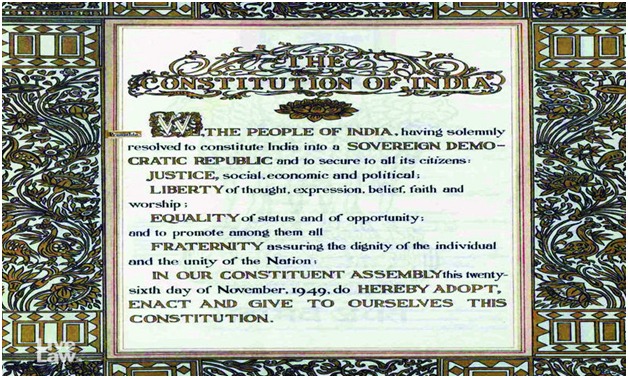 THE
CONSTITUTION OF INDIA
WE, THE PEOPLE OF INDIA, having solemnly
resolved to constitute India into a SOVEREIGN DEMO-
CRATIC REPUBLIC and to secure to all its citizens:
JUSTICE, social, economic and political;
LIBERTY of thought, expression, belief, faith and
worship;
EQUALITY of status and of opportunity;
and to promote among them all
FRATERNITY assuring the dignity of the individual
and the unity of the Nation;
IN OUR CONSTITUENT ASSEMBLY this twenty-
sixth day of November, 1949, do HEREBY ADOPT,
ENACT AND GIVE TO OURSELVES THIS
CONSTITUTION.
Live
Law